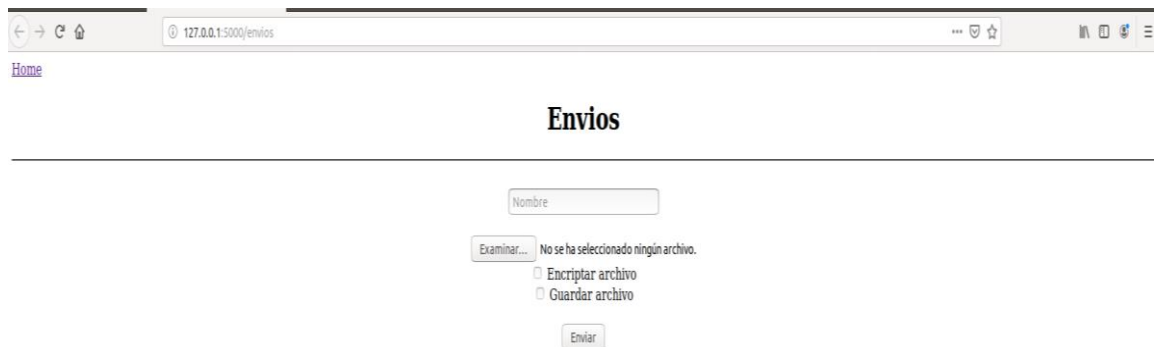 127.0.0.1:5000/envios
Home
Envios
Nombre
Examinar... No se ha seleccionado ningún archivo.
Encriptar archivo
Guardar archivo
Enviar